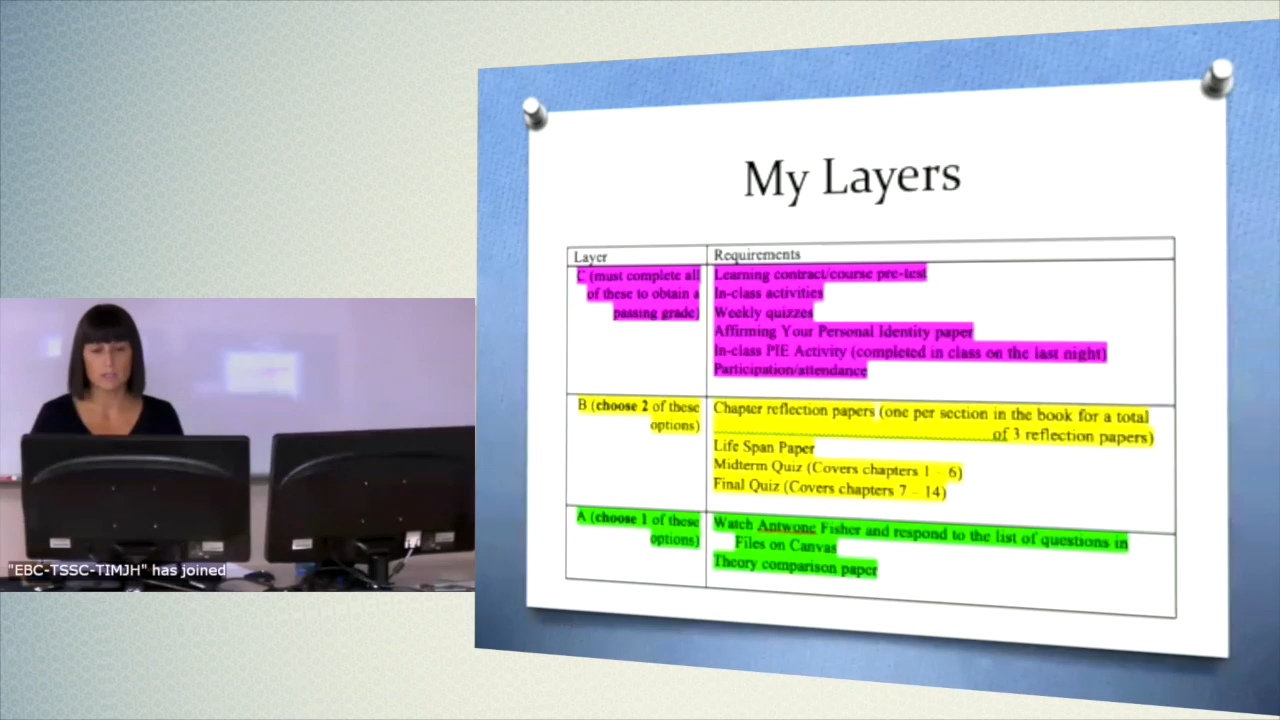 My Layers
Layer
Requirements
C (must complete all
of these to obtain a
passing grade)
Learning contract/course pre-test
In-class activities
Weekly quizzes
Affirming Your Personal Identity paper
In-class PIE Activity (completed in class on the last night)
Participation/attendance
B (choose 2 of these
options)
Chapter reflection papers (one per section in the book for a total
of 3 reflection papers)
Life Span Paper
Midterm Quiz (Covers chapters 1 – 6)
Final Quiz (Covers chapters 7 – 14)
A (choose 1 of these
options)
Watch Antwone Fisher and respond to the list of questions in
Files on Canvas
Theory comparison paper
"EBC-TSSC-TIMJH" has joined